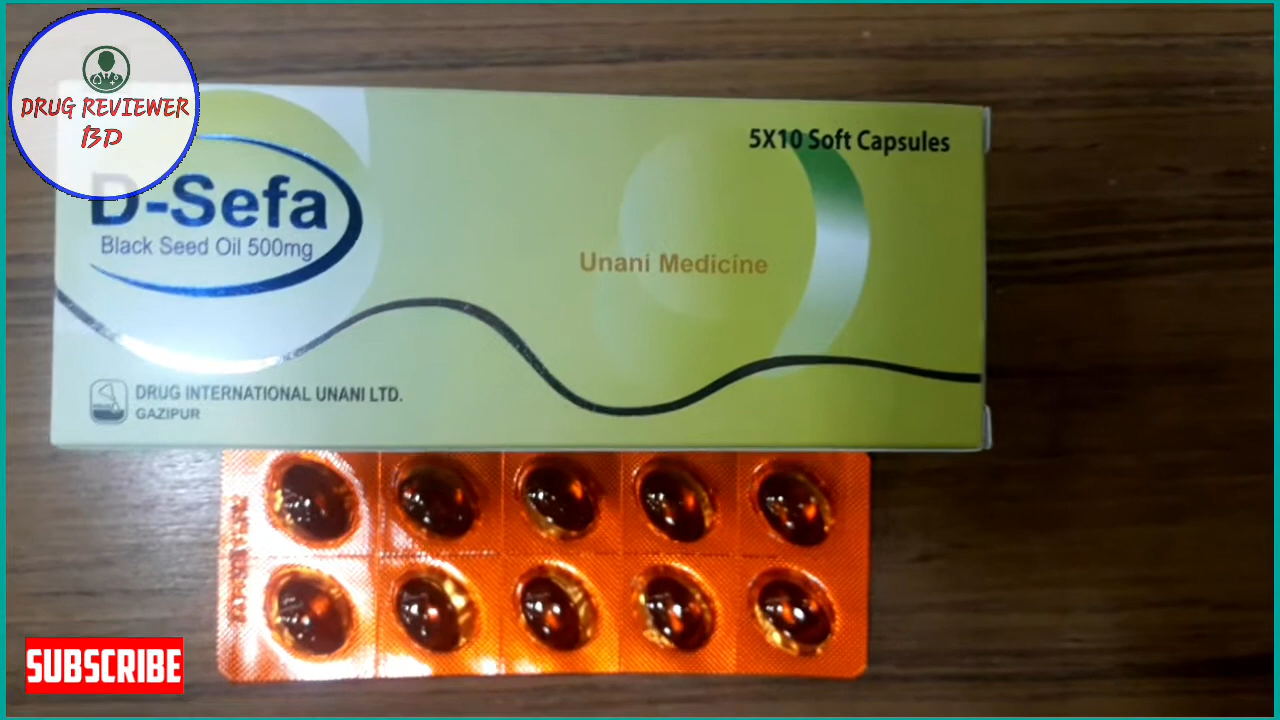 DRUG REVIEWER
BD
5X10 Soft Capsules
D-Sefa
Black Seed Oil 500mg
Unani Medicine
DRUG INTERNATIONAL UNANI LTD.
GAZIPUR
SUBSCRIBE